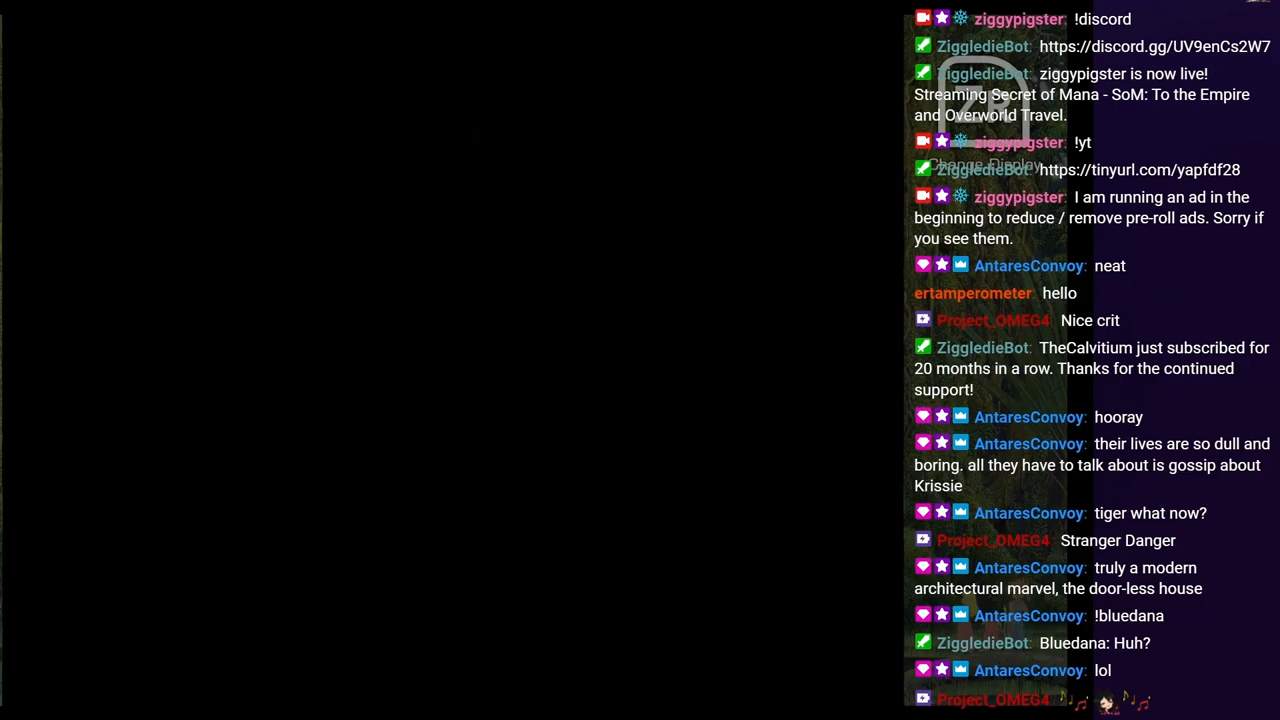 ziggypigster: !discord
ZiggledieBot: https://discord.gg/UV9enCs2W7
ZiggledieBot: ziggypigster is now live!
Streaming Secret of Mana - SoM: To the Empire
and Overworld Travel.
ZR
ziggypigster: !yt
Change Display
ZiggledieBot: https://tinyurl.com/yapfdf28
ziggypigster: I am running an ad in the
beginning to reduce / remove pre-roll ads. Sorry if
you see them.
AntaresConvoy: neat
ertamperometer: hello
Project_OMEG4: Nice crit
ZiggledieBot: TheCalvitium just subscribed for
20 months in a row. Thanks for the continued
support!
AntaresConvoy: hooray
AntaresConvoy: their lives are so dull and
boring. all they have to talk about is gossip about
Krissie
AntaresConvoy: tiger what now?
Project_OMEG4: Stranger Danger
AntaresConvoy: truly a modern
architectural marvel, the door-less house
AntaresConvoy: !bluedana
ZiggledieBot: Bluedana: Huh?
AntaresConvoy: lol
Project_OMEG4: